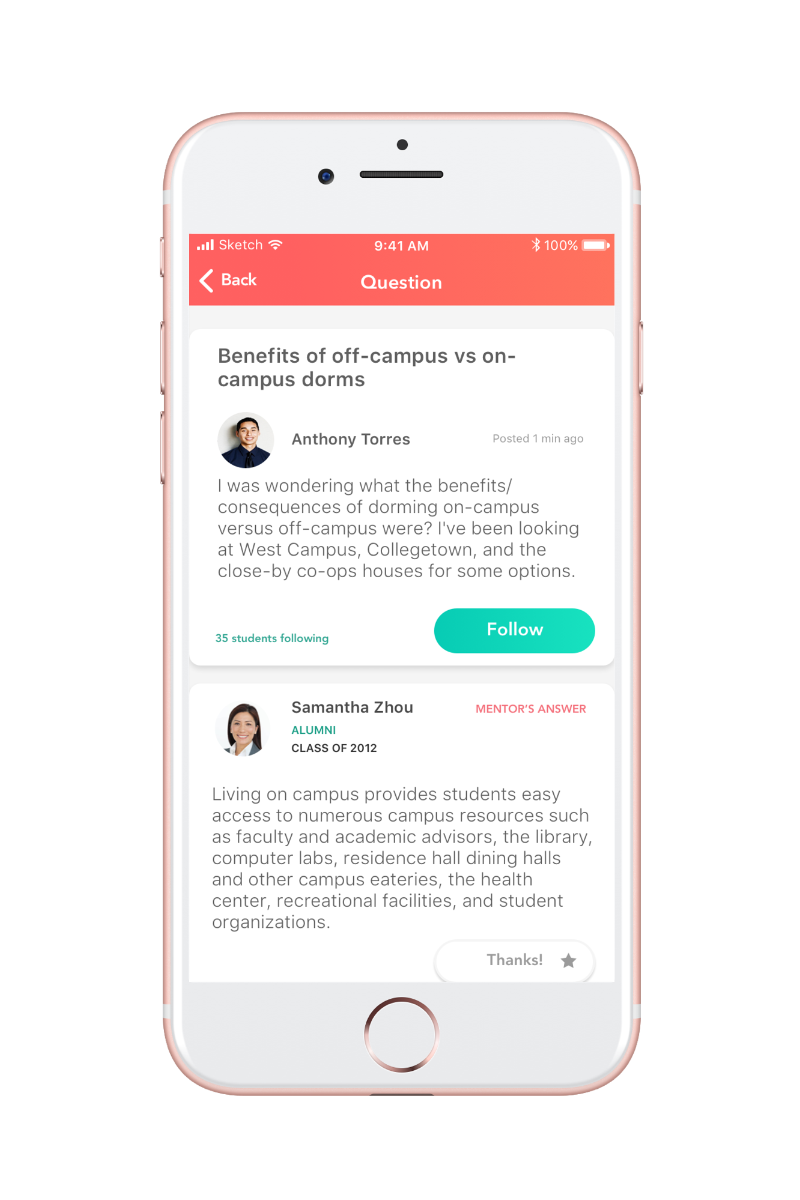 Sketch 9:41 AM 100%
Back Question
Benefits of off-campus vs on-
campus dorms
Anthony Torres Posted 1 min ago
I was wondering what the benefits/
consequences of dorming on-campus
versus off-campus were? I've been looking
at West Campus, Collegetown, and the
close-by co-ops houses for some options.
35 students following Follow
Samantha Zhou MENTOR'S ANSWER
ALUMNI
CLASS OF 2012
Living on campus provides students easy
access to numerous campus resources such
as faculty and academic advisors, the library,
computer labs, residence hall dining halls
and other campus eateries, the health
center, recreational facilities, and student
organizations.
Thanks!